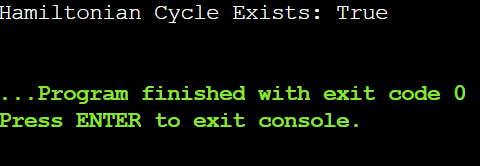 Hamiltonian Cycle Exists: True
...Program finished with exit code 0
Press ENTER to exit console.